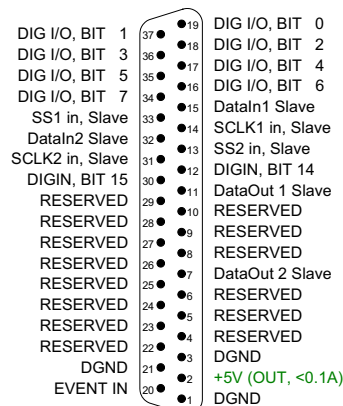 19 DIG I/O, BIT 0
DIG I/O, BIT 1 37
18 DIG I/O, BIT 2
DIG I/O, BIT 3 36
17 DIG I/O, BIT 4
DIG I/O, BIT 5 35
16 DIG I/O, BIT 6
DIG I/O, BIT 7 34
15 DataIn1 Slave
SS1 in, Slave 33
14 SCLK1 in, Slave
DataIn2 Slave 32
13 SS2 in, Slave
SCLK2 in, Slave 31
12 DIGIN, BIT 14
DIGIN, BIT 15 30
11 DataOut 1 Slave
RESERVED 29
10 RESERVED
RESERVED 28
9 RESERVED
RESERVED 27
8 RESERVED
RESERVED 26
7 DataOut 2 Slave
RESERVED 25
6 RESERVED
RESERVED 24
5 RESERVED
RESERVED 23
4 RESERVED
RESERVED 22
3 DGND
DGND 21
2 +5V (OUT, <0.1A)
EVENT IN 20
1 DGND